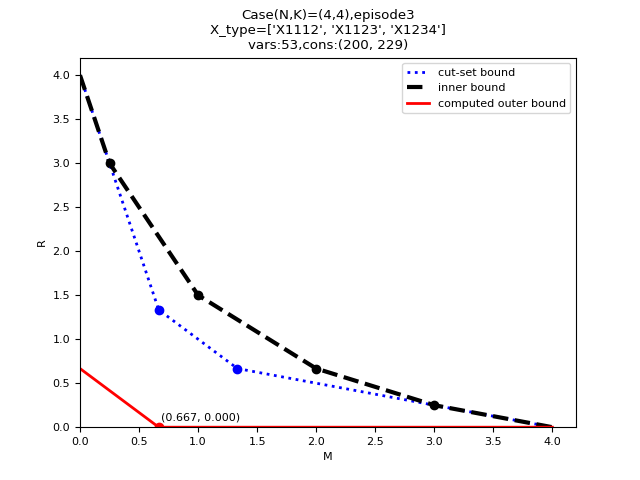 Case(N,K)=(4,4),episode3
X_type=['X1112', 'X1123', 'X1234']
vars:53,cons:(200, 229)
cut-set bound
inner bound
computed outer bound
4.0
3.5
3.0
2.5
2.0
1.5
1.0
0.5
0.0
R
(0.667, 0.000)
0.0 0.5 1.0 1.5 2.0 2.5 3.0 3.5 4.0
M